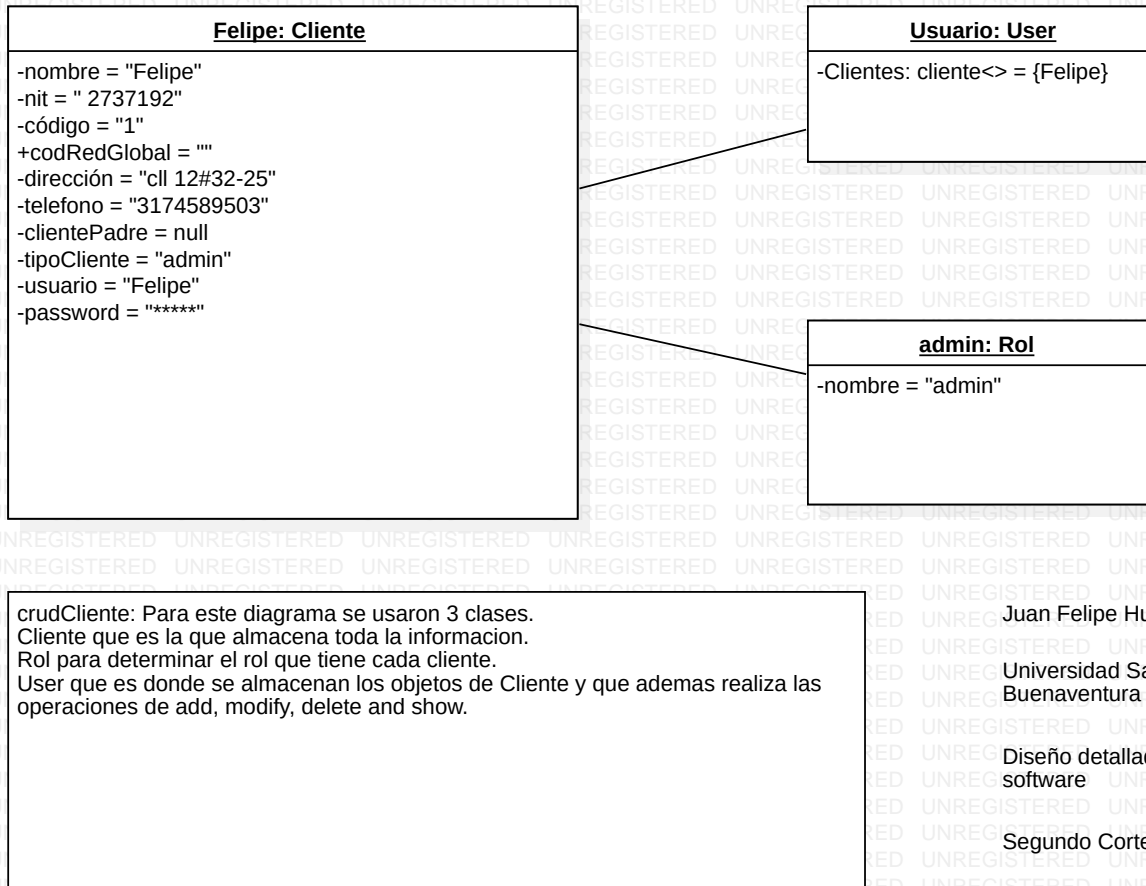 Felipe: Cliente
-nombre = "Felipe"
-nit = " 2737192"
-código = "1"
+codRedGlobal = ""
-dirección = "cll 12#32-25"
-telefono = "3174589503"
-clientePadre = null
-tipoCliente = "admin"
-usuario = "Felipe"
-password = "*****"
Usuario: User
-Clientes: cliente<> = {Felipe}
admin: Rol
-nombre = "admin"
crudCliente: Para este diagrama se usaron 3 clases.
Cliente que es la que almacena toda la informacion.
Rol para determinar el rol que tiene cada cliente.
User que es donde se almacenan los objetos de Cliente y que ademas realiza las
operaciones de add, modify, delete and show.
Juan Felipe
Universidad
Buenaventura
Diseño
software
Segundo Corte
UNREGISTERED